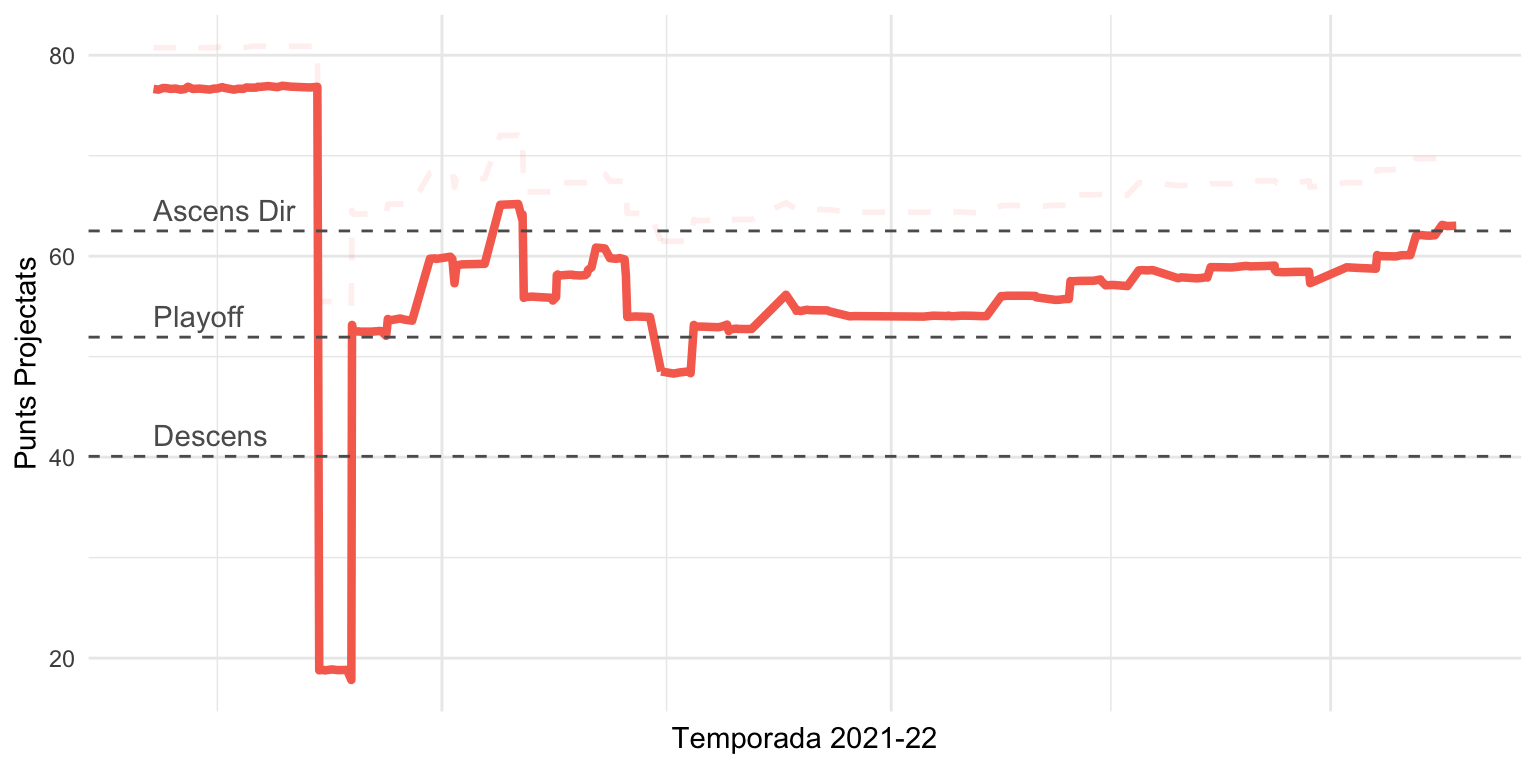 80
60
40
20
Punts Projectats
Ascens Dir
Playoff
Descens
Temporada 2021-22